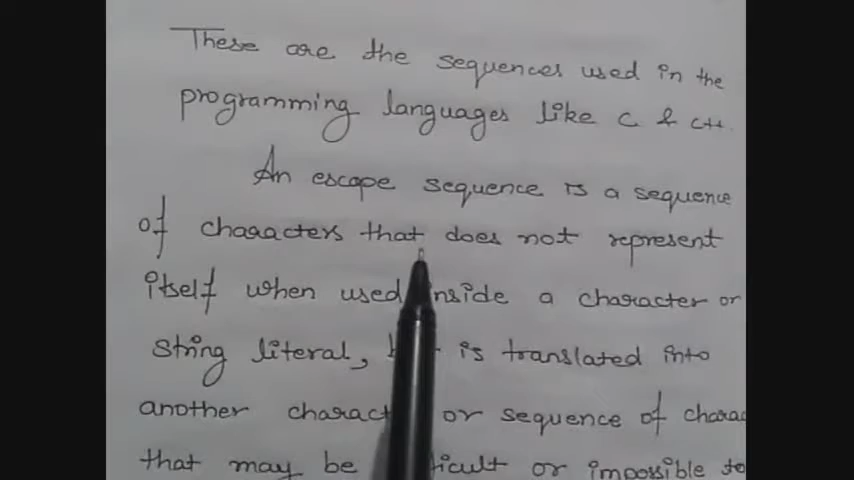 These are the sequences used in the
programming languages like C & C++.
An escape sequence is a sequence
of characters that does not represent
itself when used inside a character or
string literal, is translated into
another or sequence of
that may be or impossible to